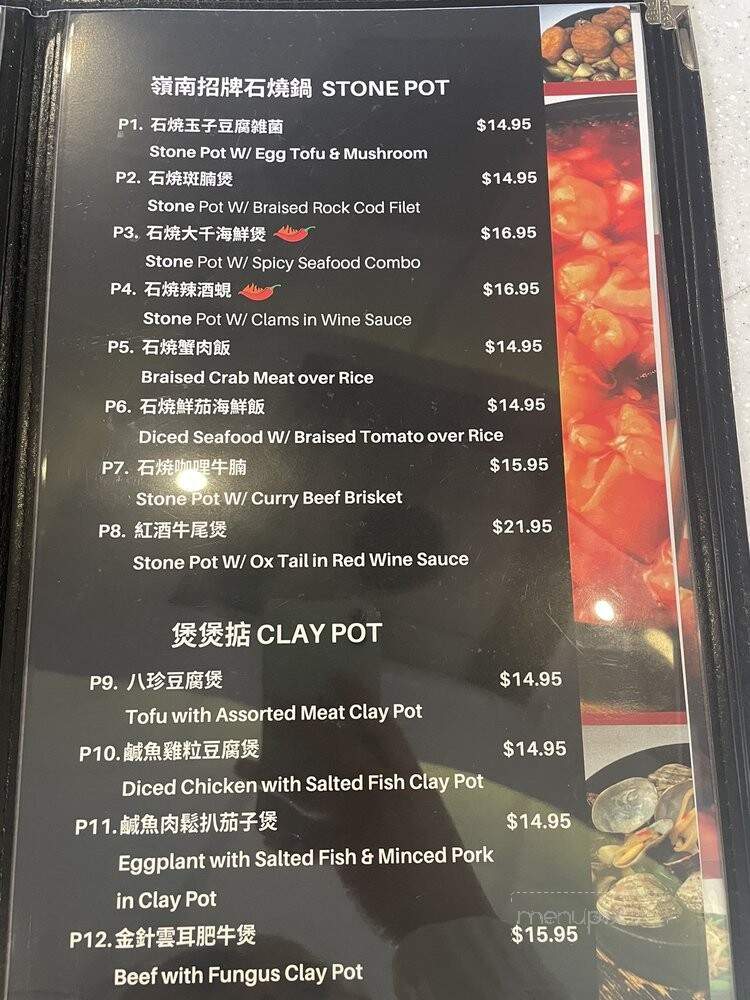 嶺南招牌石燒鍋 STONE POT
P1. 石燒玉子豆腐雜菌 $14.95
Stone Pot W/ Egg Tofu & Mushroom
P2. 石燒斑腩煲 $14.95
Stone Pot W/ Braised Rock Cod Filet
P3. 石燒大千海鮮煲 $16.95
Stone Pot W/ Spicy Seafood Combo
P4. 石燒辣酒蜆 $16.95
Stone Pot W/ Clams in Wine Sauce
P5. 石燒蟹肉飯 $14.95
Braised Crab Meat over Rice
P6. 石燒鮮茄海鮮飯 $14.95
Diced Seafood W/ Braised Tomato over Rice
P7. 石燒咖哩牛腩 $15.95
Stone Pot W/ Curry Beef Brisket
P8. 紅酒牛尾煲 $21.95
Stone Pot W/ Ox Tail in Red Wine Sauce
煲煲掂 CLAY POT
P9. 八珍豆腐煲 $14.95
Tofu with Assorted Meat Clay Pot
P10. 鹹魚雞粒豆腐煲 $14.95
Diced Chicken with Salted Fish Clay Pot
P11. 鹹魚肉鬆扒茄子煲 $14.95
Eggplant with Salted Fish & Minced Pork
in Clay Pot
P12. 金針雲耳肥牛煲 $15.95
Beef with Fungus Clay Pot